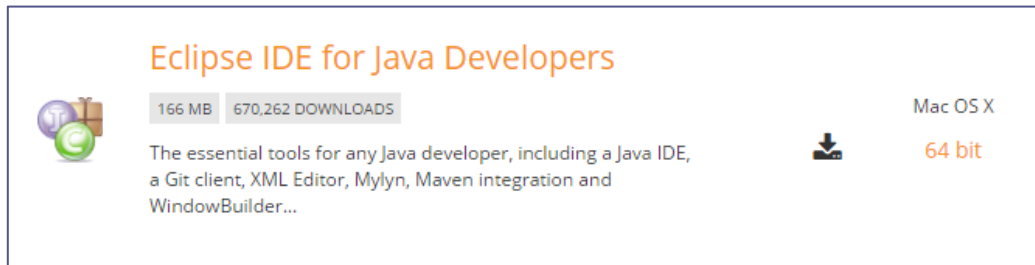 Eclipse IDE for Java Developers
166 MB 670,262 DOWNLOADS
The essential tools for any Java developer, including a Java IDE,
a Git client, XML Editor, Mylyn, Maven integration and
WindowBuilder...
Mac OS X
64 bit
J
C